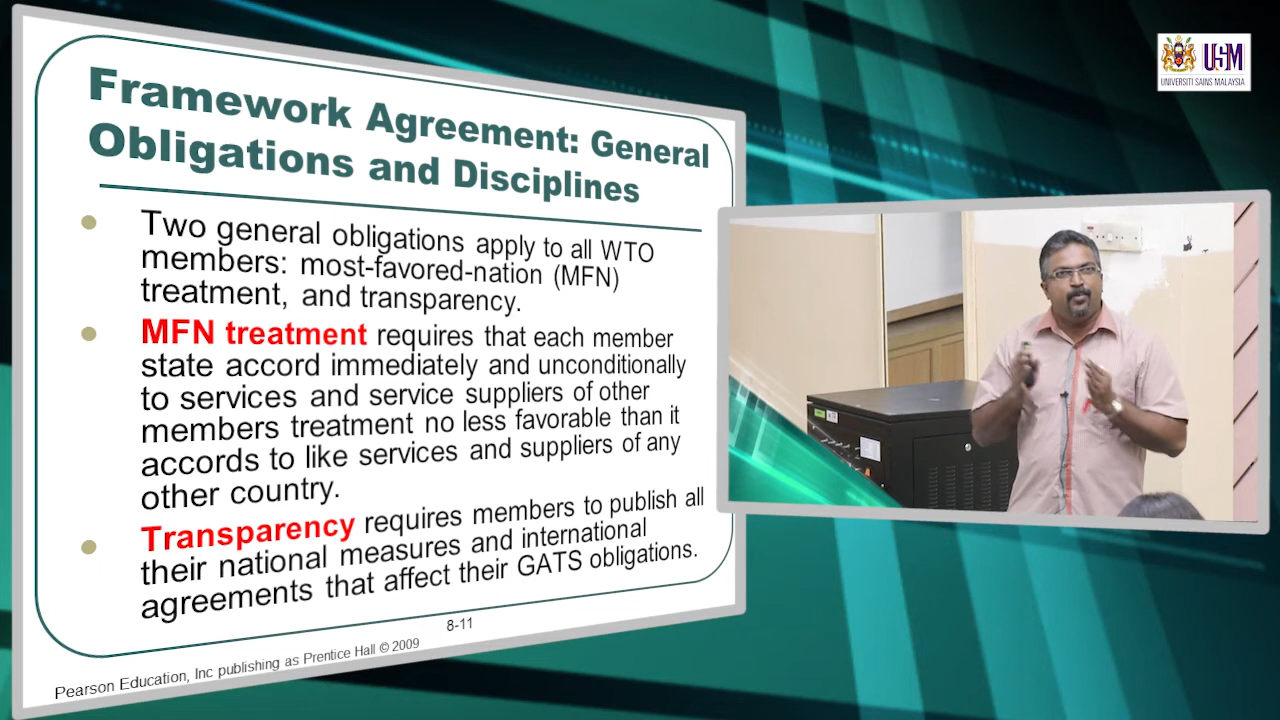 Framework Agreement: General
Obligations and Disciplines
Two general obligations apply to all WTO
members: most-favored-nation (MFN)
treatment, and transparency.
MFN treatment requires that each member
state accord immediately and unconditionally
to services and service suppliers of other
members treatment no less favorable than it
accords to like services and suppliers of any
other country.
Transparency requires members to publish all
their national measures and international
agreements that affect their GATS obligations.
8-11
Pearson Education, Inc publishing as Prentice Hall © 2009
USM
UNIVERSITI SAINS MALAYSIA